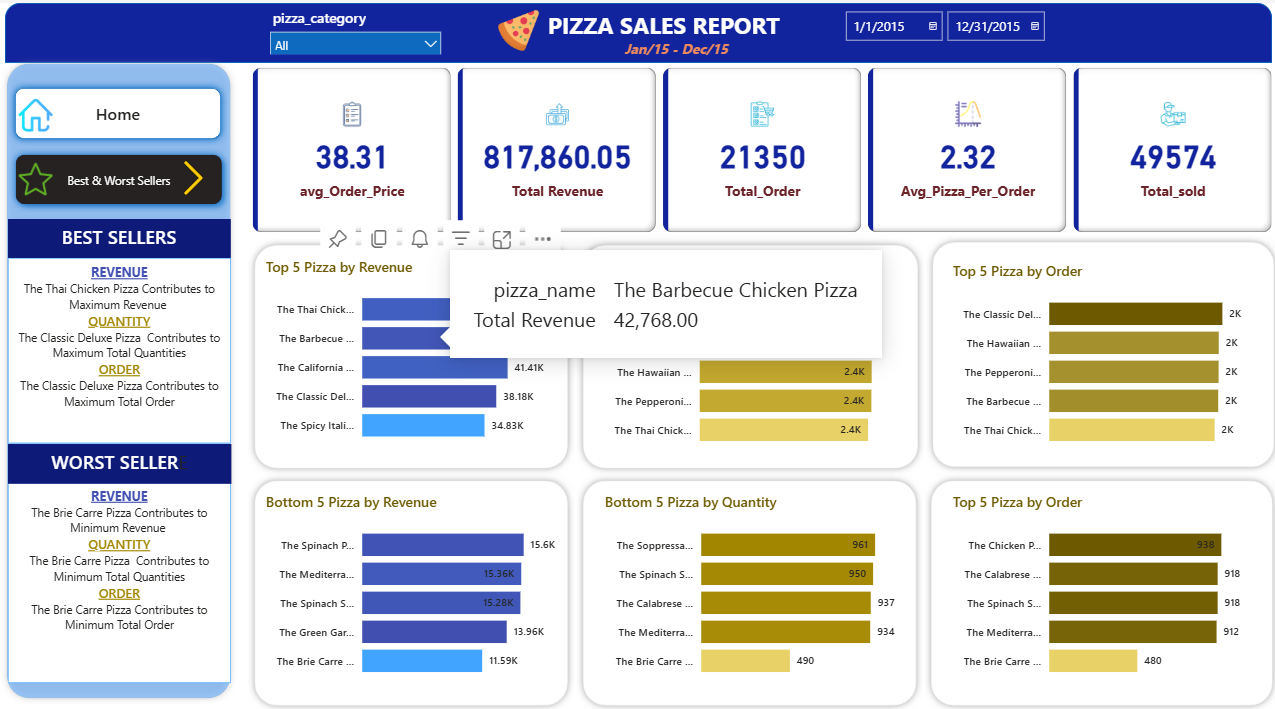 pizza_category
All
PIZZA SALES REPORT
Jan/15 - Dec/15
1/1/2015
12/31/2015
Home
Best & Worst Sellers
BEST SELLERS
REVENUE
The Thai Chicken Pizza Contributes to
Maximum Revenue
QUANTITY
The Classic Deluxe Pizza  Contributes to
Maximum Total Quantities
ORDER
The Classic Deluxe Pizza Contributes to
Maximum Total Order
WORST SELLER
REVENUE
The Brie Carre Pizza Contributes to
Minimum Revenue
QUANTITY
The Brie Carre Pizza  Contributes to
Minimum Total Quantities
ORDER
The Brie Carre Pizza Contributes to
Minimum Total Order
38.31
avg_Order_Price
817,860.05
Total Revenue
21350
Total_Order
2.32
Avg_Pizza_Per_Order
49574
Total_sold
Top 5 Pizza by Revenue
The Thai Chick...
The Barbecue ...
The California ... 41.41K
The Classic Del... 38.18K
The Spicy Itali... 34.83K
pizza_name The Barbecue Chicken Pizza
Total Revenue 42,768.00
The Hawaiian ... 2.4K
The Pepperoni... 2.4K
The Thai Chick... 2.4K
Top 5 Pizza by Order
The Classic Del... 2K
The Hawaiian ... 2K
The Pepperoni... 2K
The Barbecue ... 2K
The Thai Chick... 2K
Bottom 5 Pizza by Revenue
The Spinach P... 15.6K
The Mediterra... 15.36K
The Spinach S... 15.28K
The Green Gar... 13.96K
The Brie Carre ... 11.59K
Bottom 5 Pizza by Quantity
The Soppressa... 961
The Spinach S... 950
The Calabrese ... 937
The Mediterra... 934
The Brie Carre ... 490
Top 5 Pizza by Order
The Chicken P... 938
The Calabrese ... 918
The Spinach S... 918
The Mediterra... 912
The Brie Carre ... 480